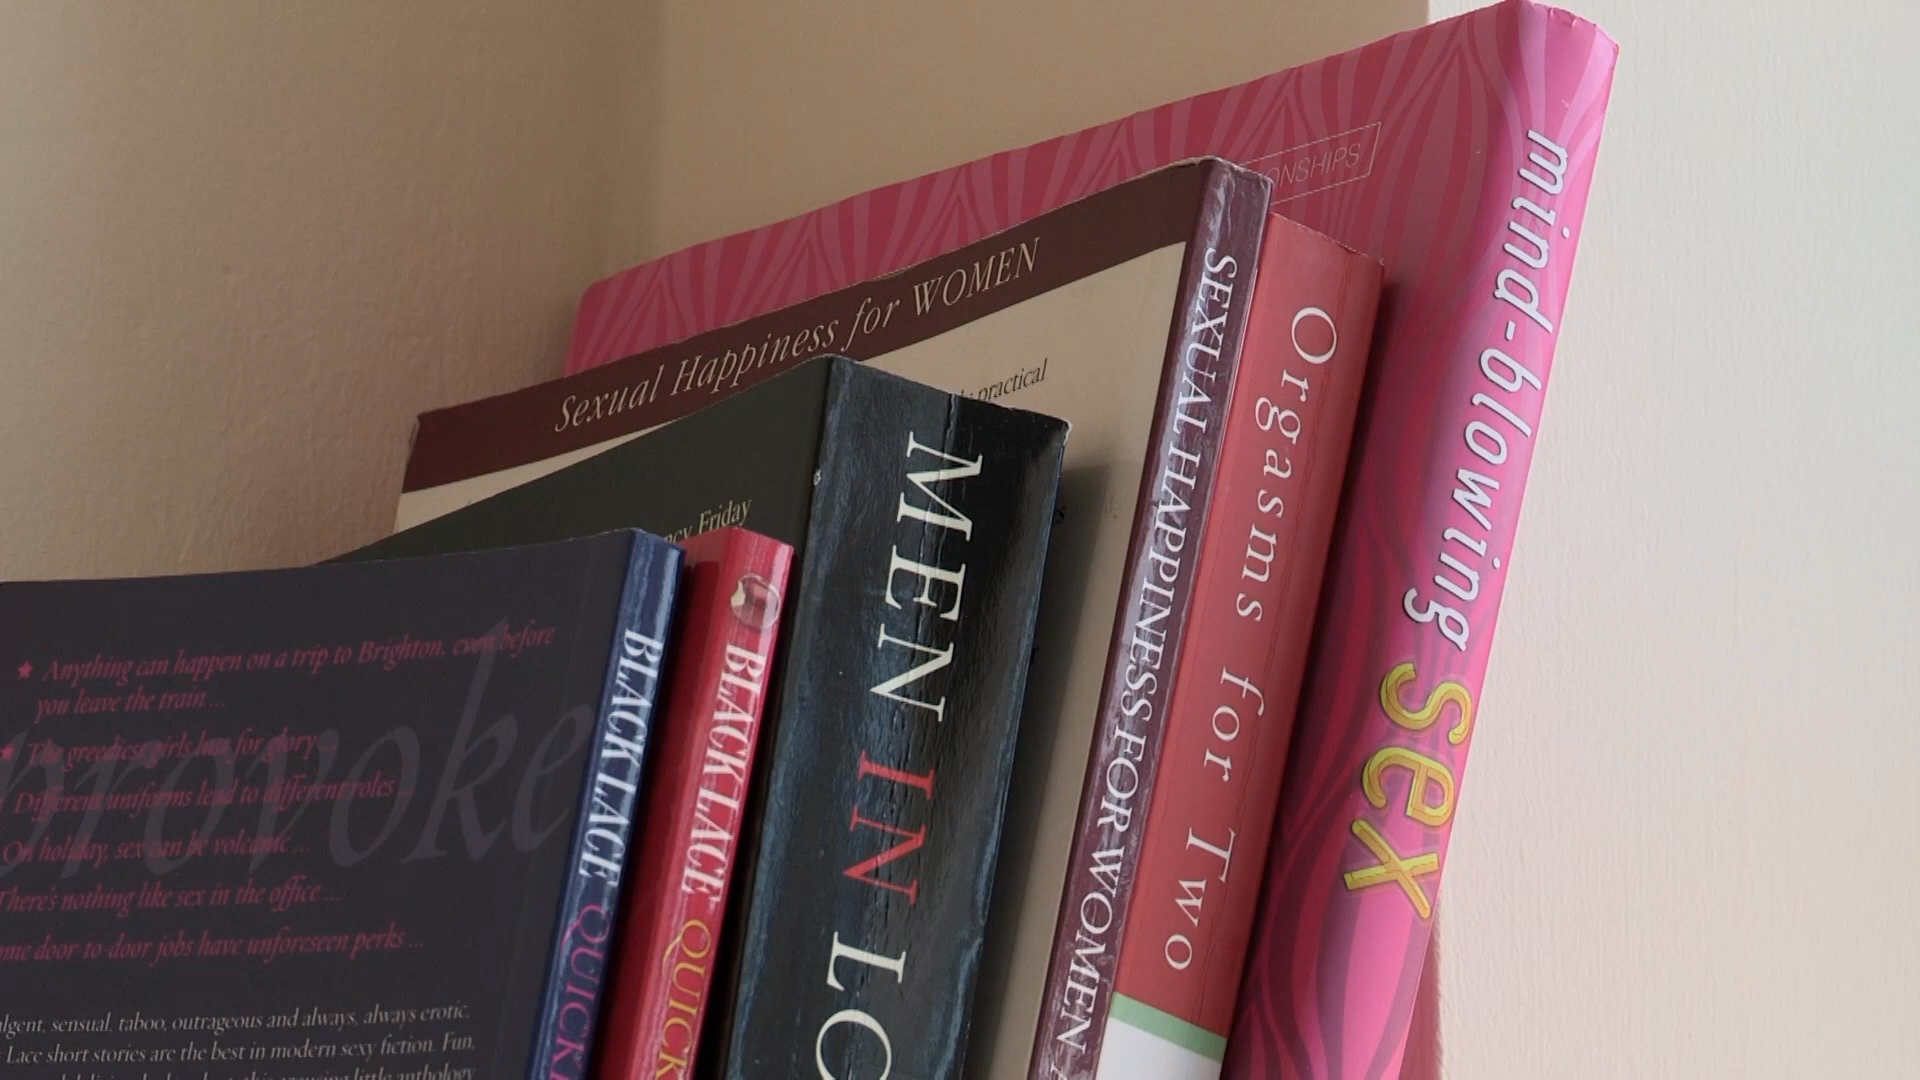 ★ Anything can happen on a trip to Brighton, even before
you leave the train ...
★ The greediest girls lust for glory ...
Different uniforms lead to different roles ...
On holiday, sex can be volcanic ...
There's nothing like sex in the office ...
door-to-door jobs have unforeseen perks ...
provoke
sensual, taboo, outrageous and always, always erotic.
Lace short stories are the best in modern sexy fiction. Fun,
little anthology
BLACK LACE QUICK
BLACK LACE QUICK
Friday
MEN IN LO
Sexual Happiness for WOMEN
practical
SEXUAL HAPPINESS FOR WOMEN
Orgasms for Two
ONSHIPS
mind-blowing sex